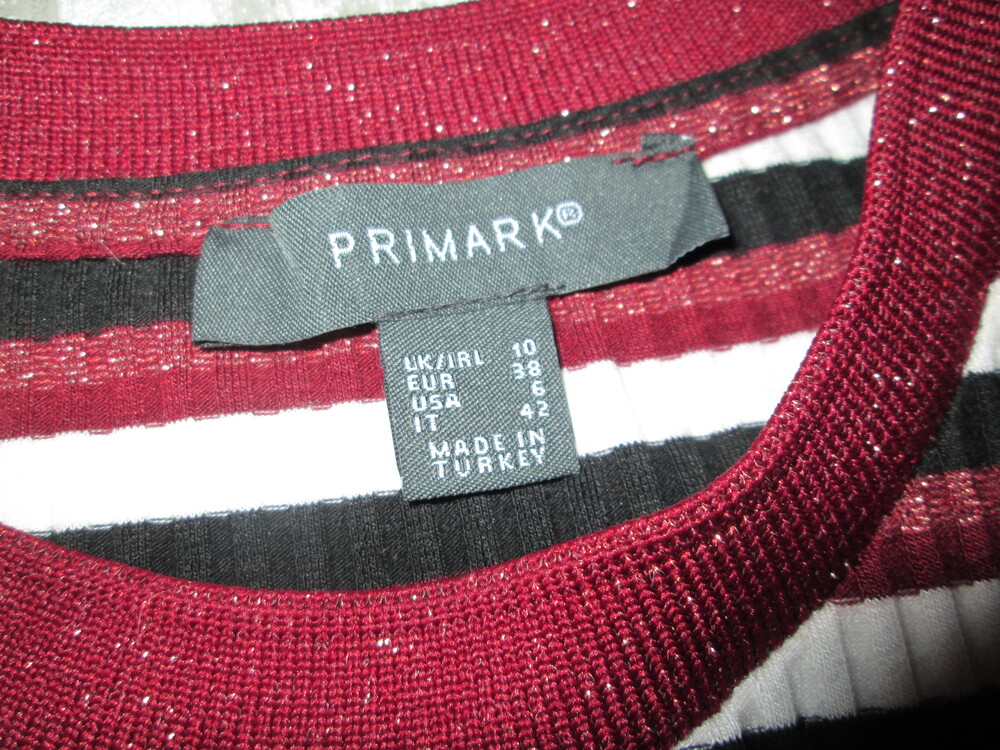 PRIMARK®
UK/IRL 10
EUR 38
USA 6
IT 42
MADE IN
TURKEY